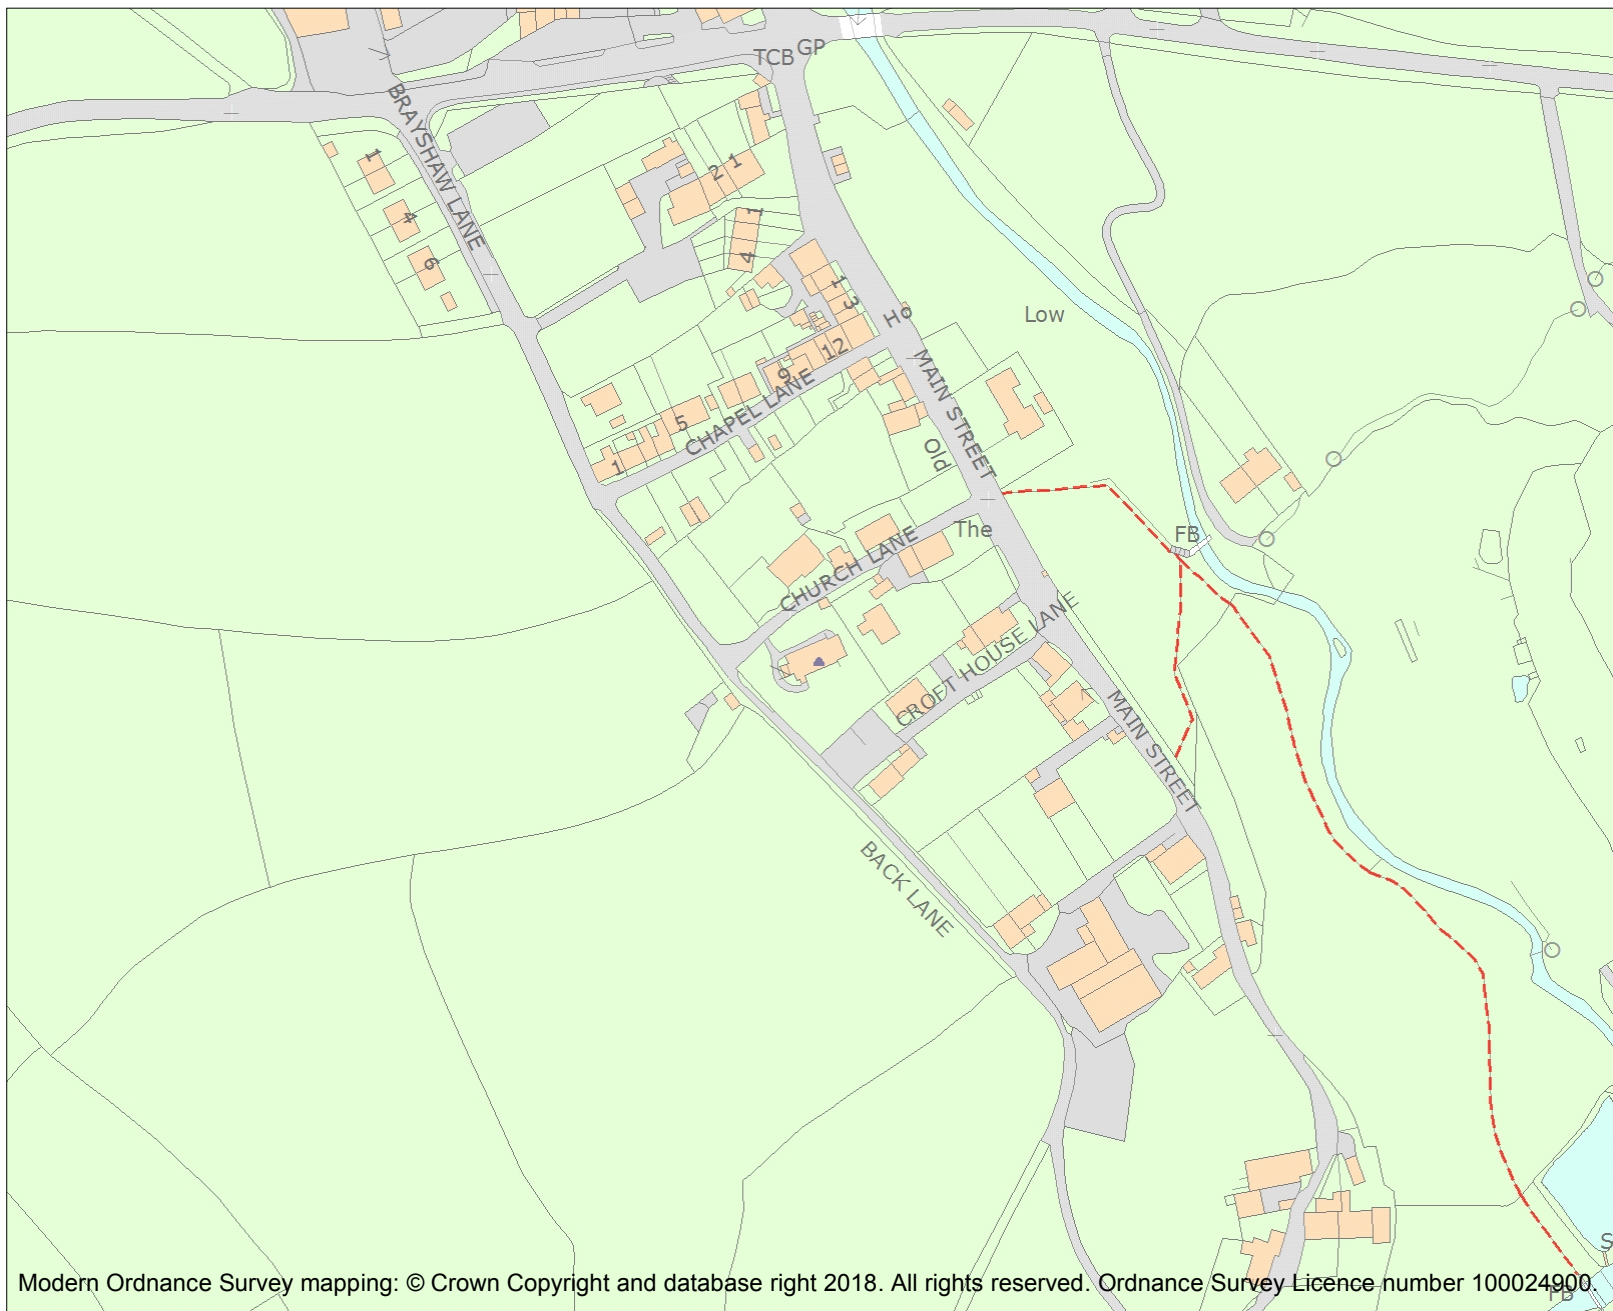 TCB GP
BRAYSHAW LANE
1
2 1
4
1
4
6
1
3
Ho
Low
12
9
MAIN STREET
CHAPEL LANE
5
1
Old
The
FB
CHURCH LANE
CROFT HOUSE LANE
MAIN STREET
BACK LANE
S
FB
Modern Ordnance Survey mapping: © Crown Copyright and database right 2018. All rights reserved. Ordnance Survey Licence number 100024900.